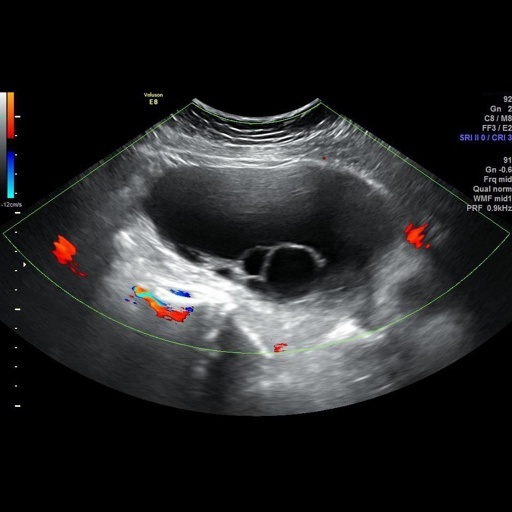 Voluson
E8
92
Gn 2
C8 / M8
FF3 / E2
SRI II 0 / CRI 3
91
Gn -0.6
Frq mid
Qual norm
WMF mid1
PRF 0.9kHz
-12cm/s